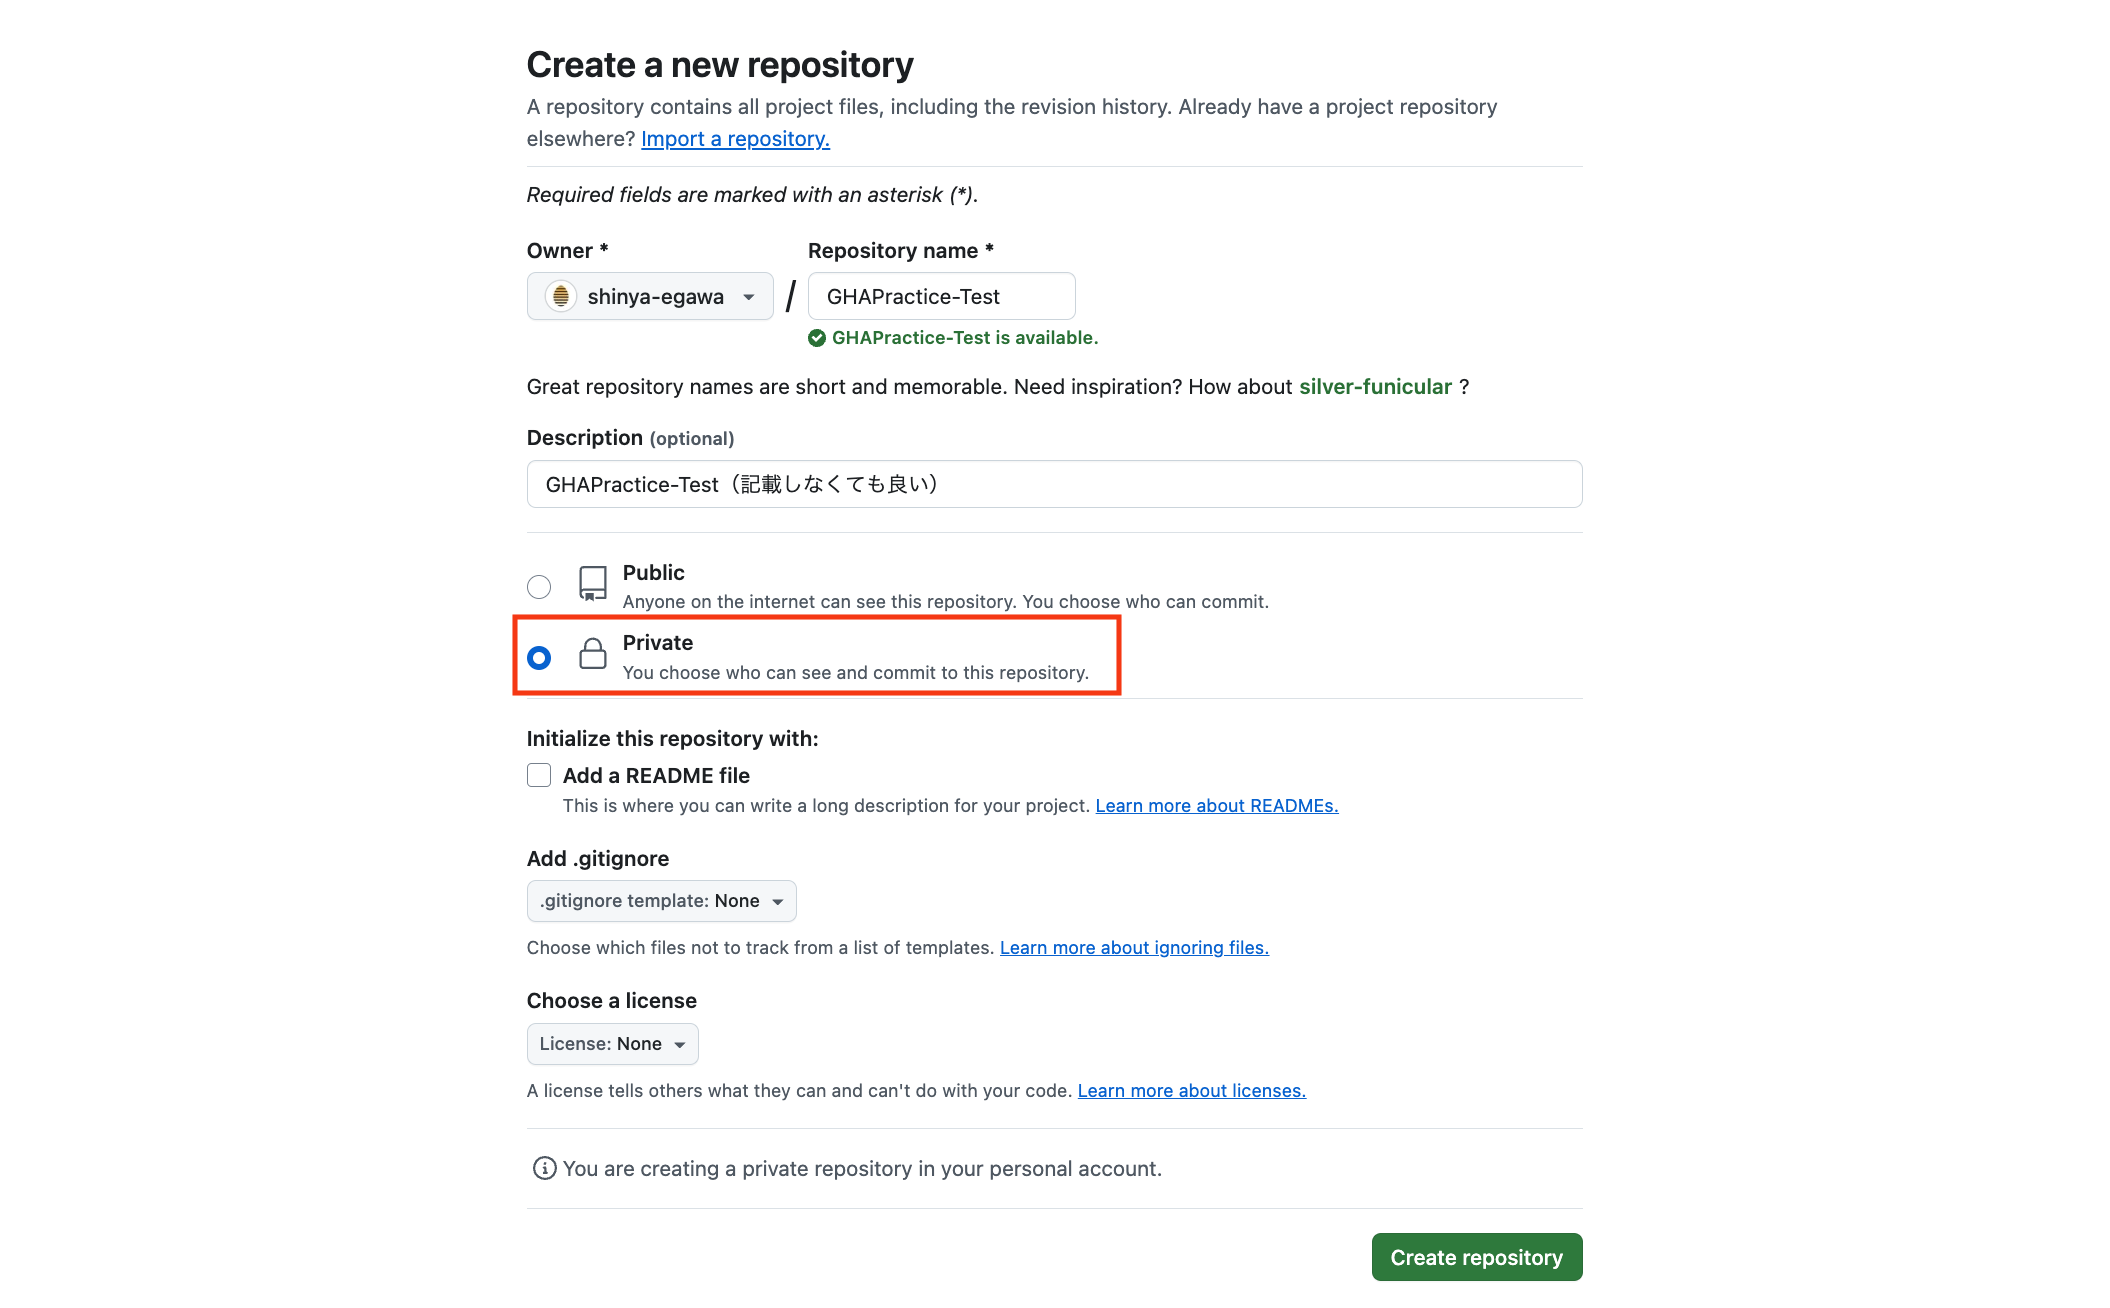 Create a new repository
A repository contains all project files, including the revision history. Already have a project repository
elsewhere? Import a repository.
Required fields are marked with an asterisk (*).
Owner *
Repository name *
shinya-egawa
/
GHAPractice-Test
GHAPractice-Test is available.
Great repository names are short and memorable. Need inspiration? How about silver-funicular ?
Description (optional)
GHAPractice-Test（記載しなくても良い）
Public
Anyone on the internet can see this repository. You choose who can commit.
Private
You choose who can see and commit to this repository.
Initialize this repository with:
Add a README file
This is where you can write a long description for your project. Learn more about READMEs.
Add .gitignore
.gitignore template: None
Choose which files not to track from a list of templates. Learn more about ignoring files.
Choose a license
License: None
A license tells others what they can and can't do with your code. Learn more about licenses.
You are creating a private repository in your personal account.
Create repository